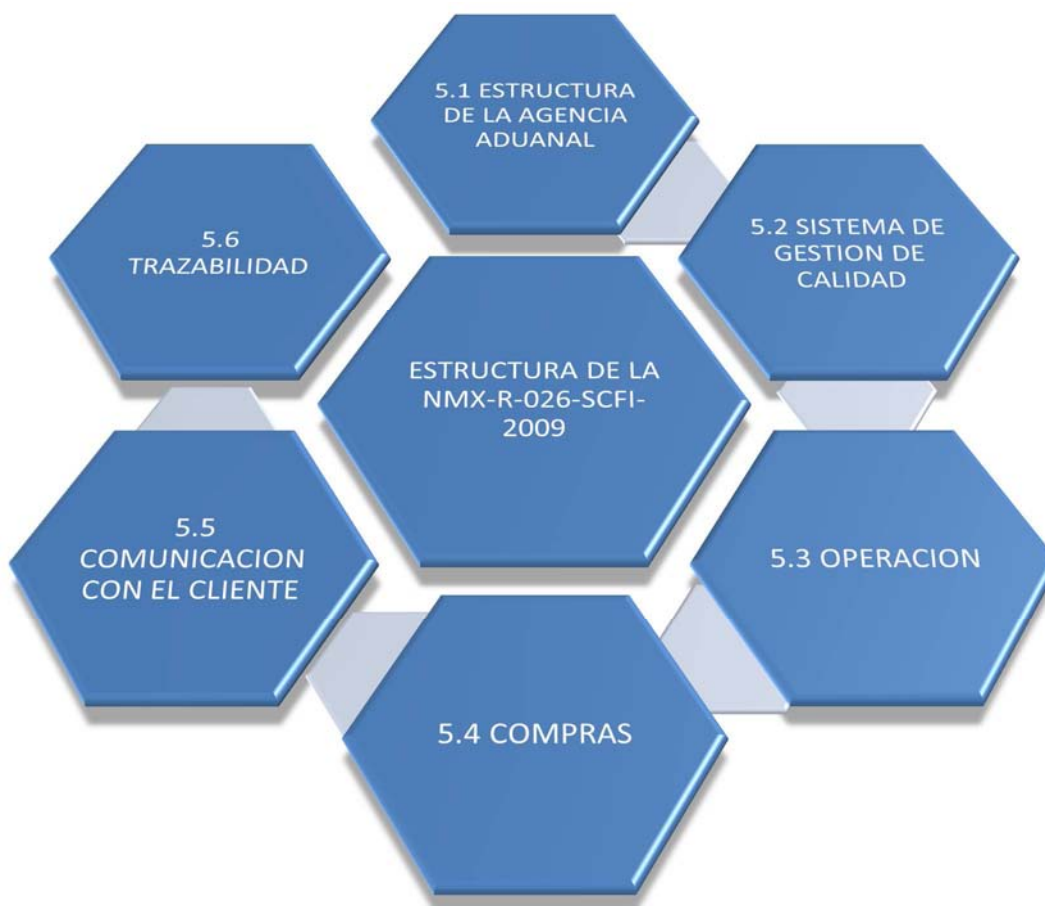 5.1 ESTRUCTURA
DE LA AGENCIA
ADUANAL
5.2 SISTEMA DE
GESTION DE
CALIDAD
5.6
TRAZABILIDAD
ESTRUCTURA DE LA
NMX-R-026-SCFI-
2009
5.3 OPERACION
5.5
COMUNICACION
CON EL CLIENTE
5.4 COMPRAS